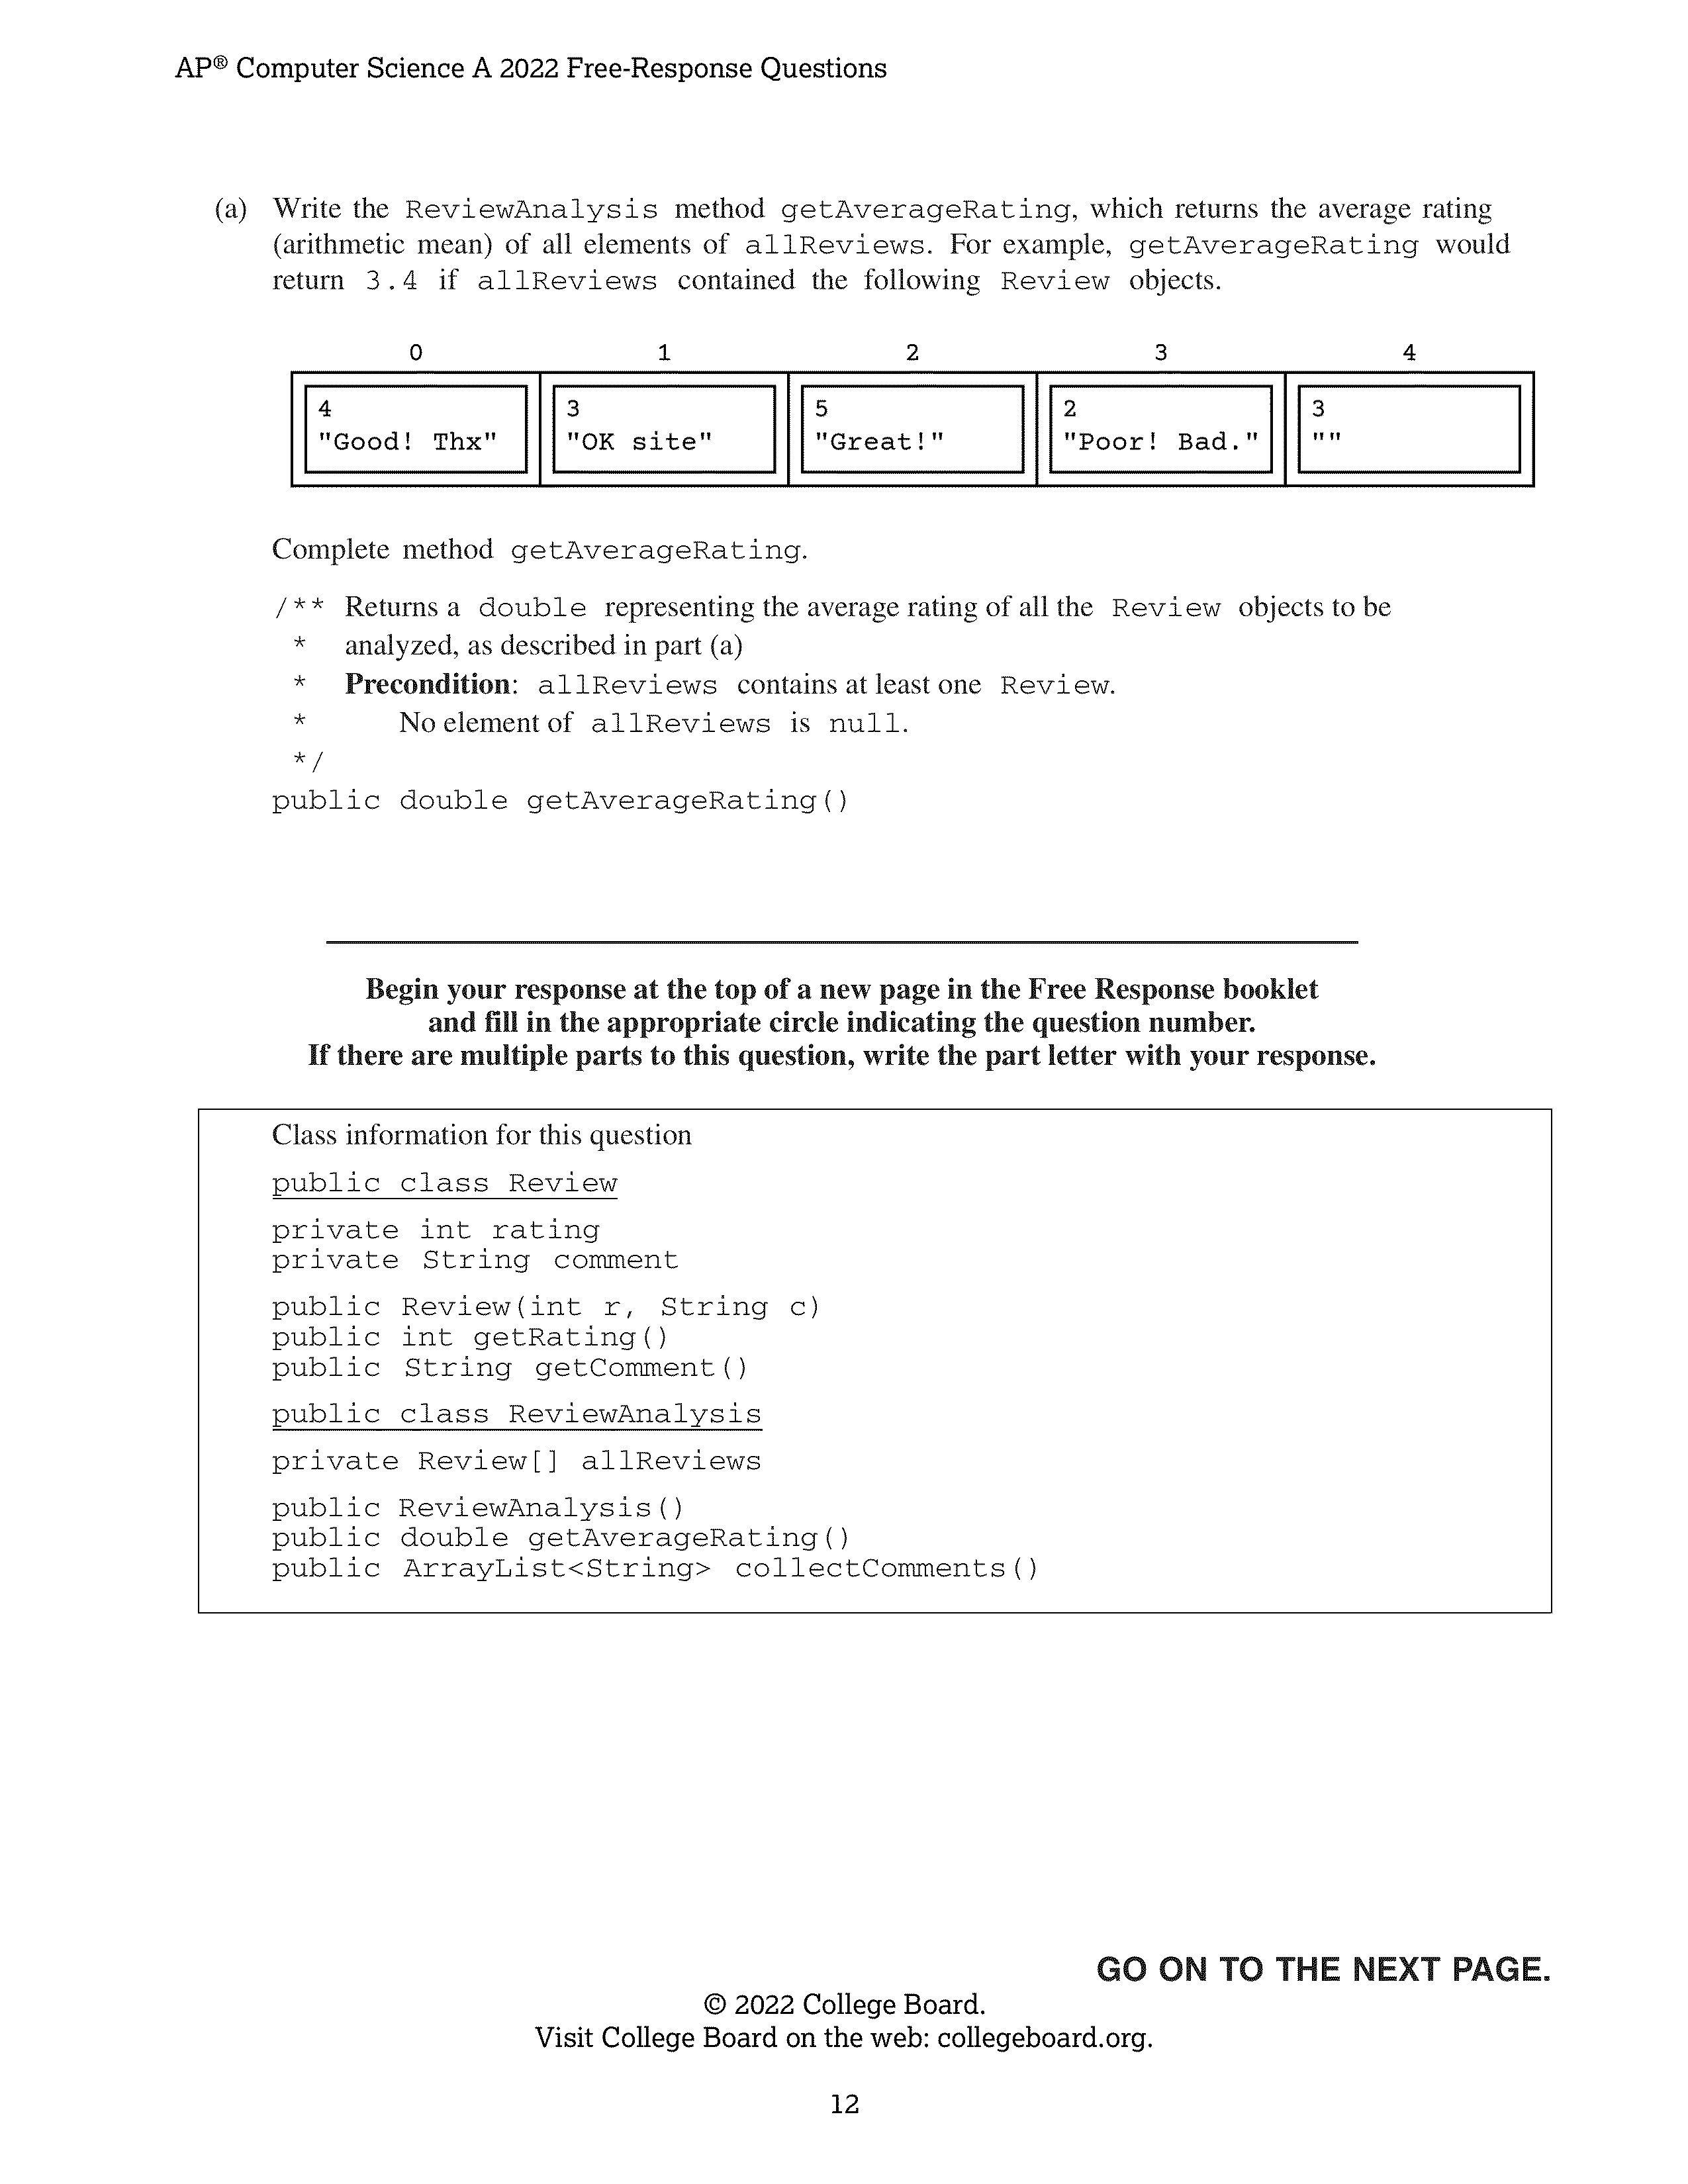 AP® Computer Science A 2022 Free-Response Questions
(a) Write the ReviewAnalysis method getAverageRating, which returns the average rating
(arithmetic mean) of all elements of allReviews. For example, getAverageRating would
return 3.4 if allReviews contained the following Review objects.
0 1 2 3 4
4 3 5 2 3
"Good! Thx" "OK site" "Great!" "Poor! Bad." ""
Complete method getAverageRating.
/** Returns a double representing the average rating of all the Review objects to be
* analyzed, as described in part (a)
* Precondition: allReviews contains at least one Review.
* No element of allReviews is null.
*/
public double getAverageRating()
Begin your response at the top of a new page in the Free Response booklet
and fill in the appropriate circle indicating the question number.
If there are multiple parts to this question, write the part letter with your response.
Class information for this question
public class Review
private int rating
private String comment
public Review(int r, String c)
public int getRating()
public String getComment()
public class ReviewAnalysis
private Review[] allReviews
public ReviewAnalysis()
public double getAverageRating()
public ArrayList<String> collectComments()
GO ON TO THE NEXT PAGE.
© 2022 College Board.
Visit College Board on the web: collegeboard.org.
12